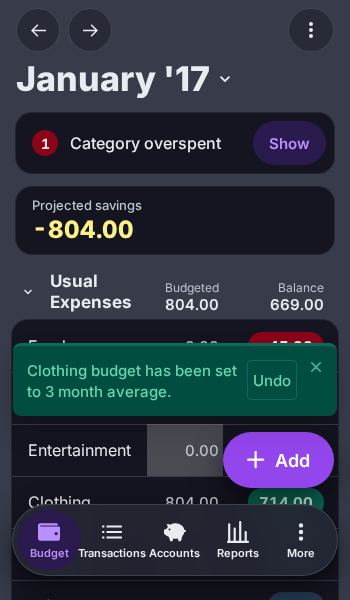 January '17
1 Category overspent Show
Projected savings
-804.00
Usual Expenses
Budgeted 804.00
Balance 669.00
Clothing budget has been set to 3 month average.
Undo
Entertainment 0.00
+ Add
Clothing 804.00 714.00
Budget Transactions Accounts Reports More